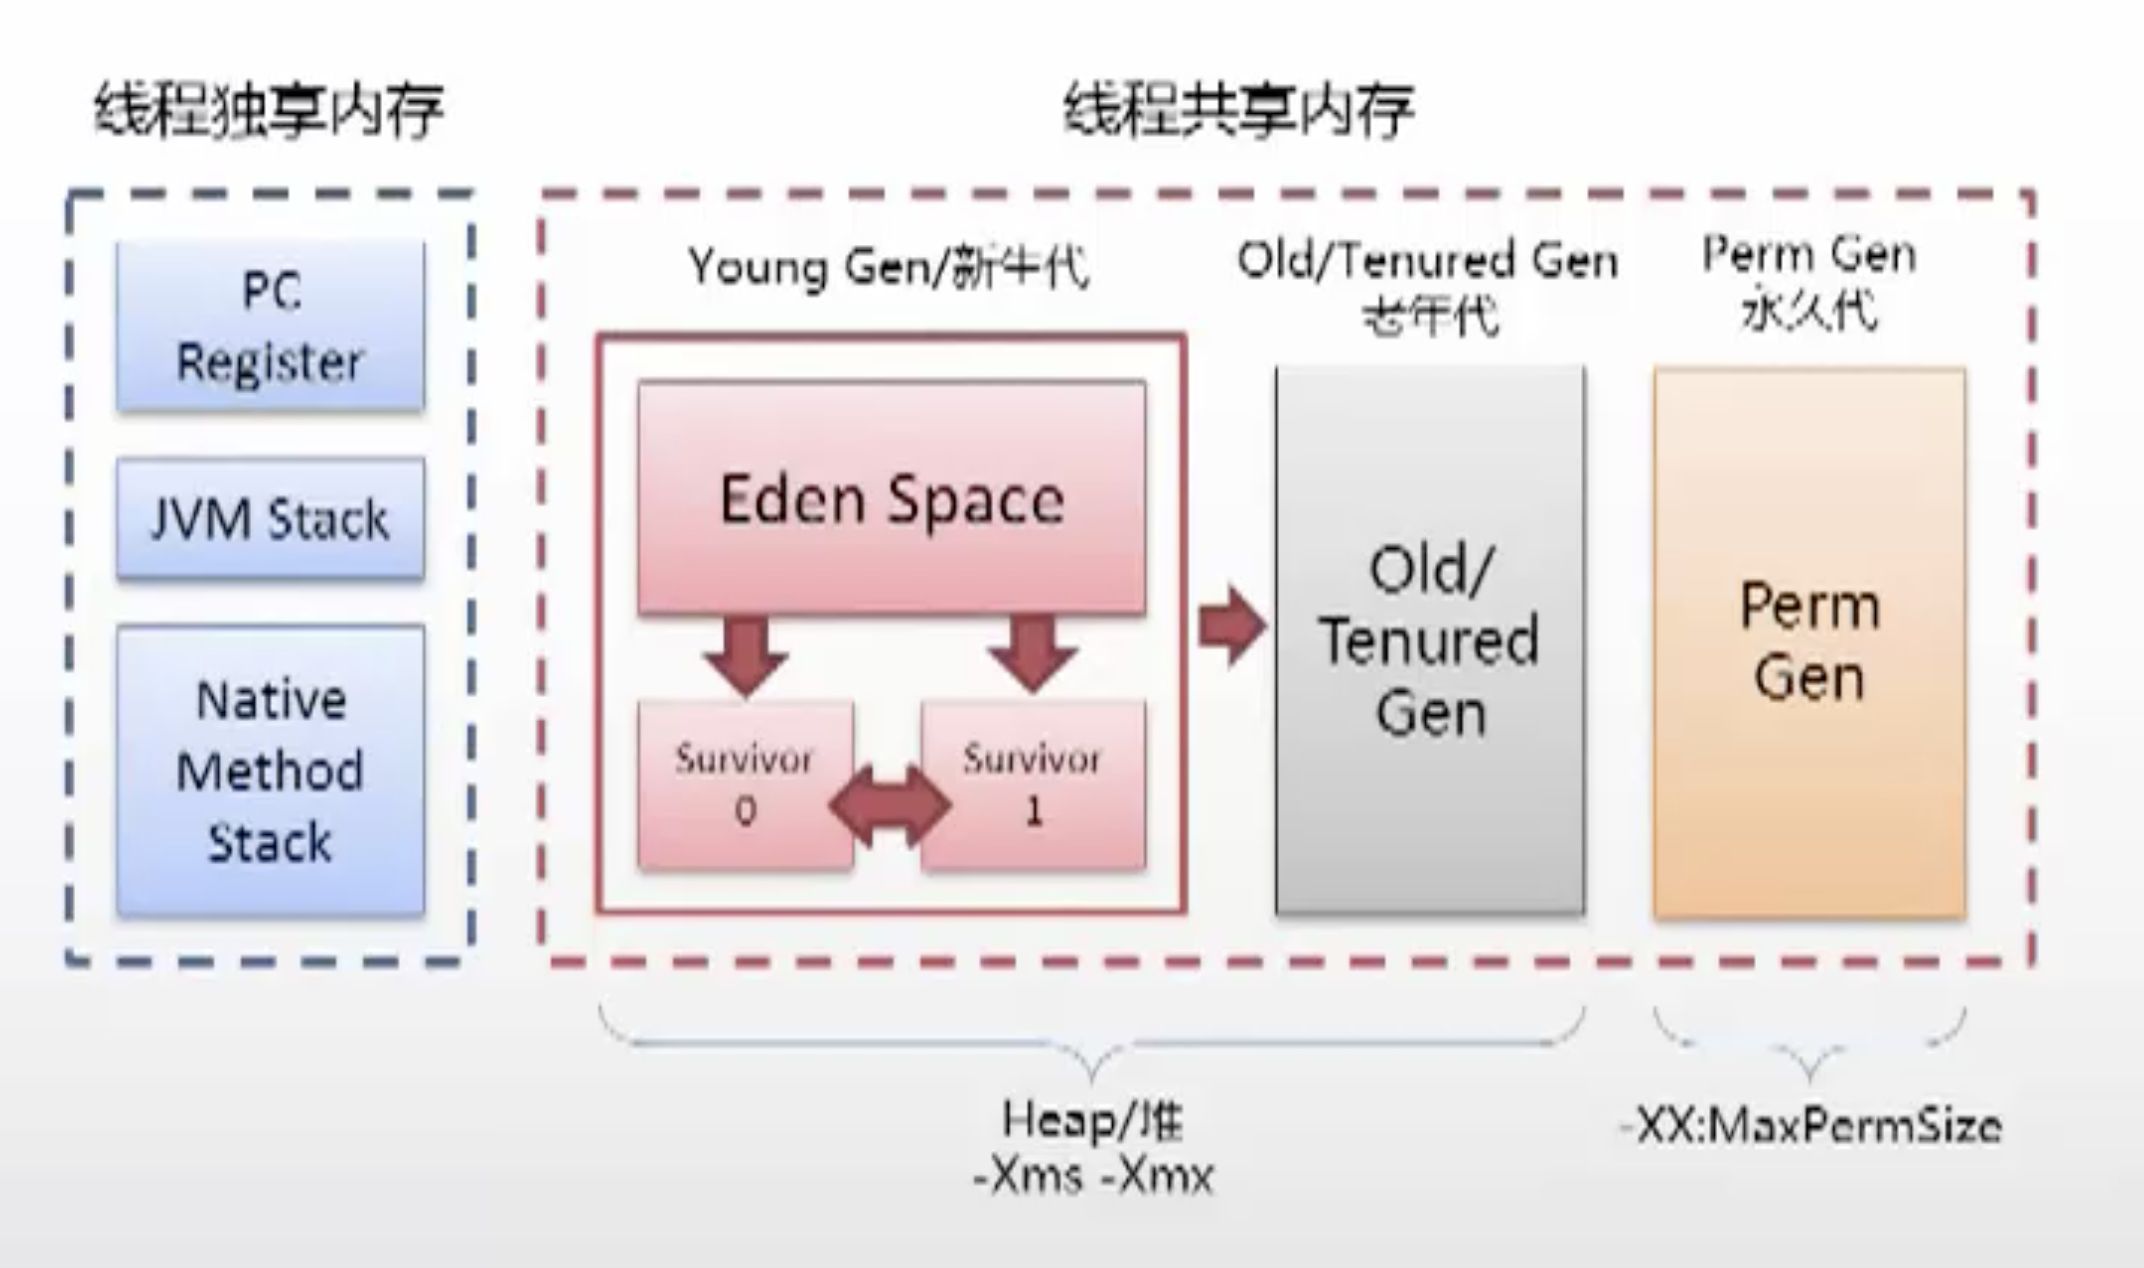 线程独享内存
线程共享内存
PC
Register
JVM Stack
Native
Method
Stack
Young Gen/新生代
Eden Space
Survivor
0
Survivor
1
Old/Tenured Gen
老年代
Old/
Tenured
Gen
Perm Gen
永久代
Perm
Gen
Heap/堆
-Xms -Xmx
-XX:MaxPermSize